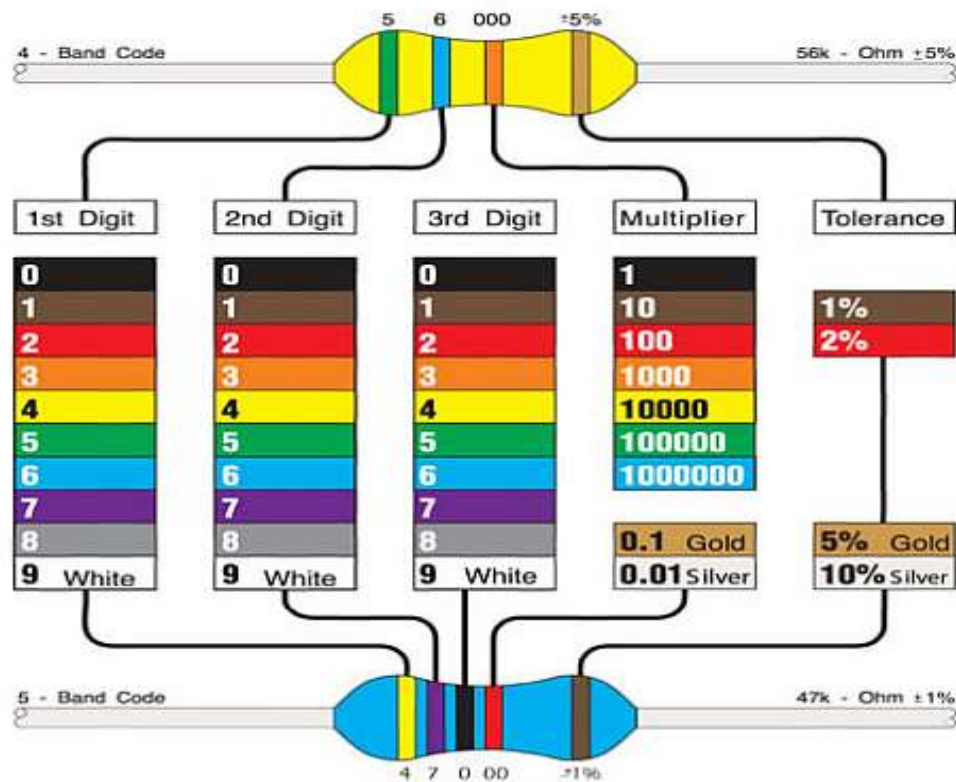 5 6 000 ±5%
4 - Band Code 56k - Ohm ±5%
1st Digit 2nd Digit 3rd Digit Multiplier Tolerance
0 0 0 1
1 1 1 10 1%
2 2 2 100 2%
3 3 3 1000
4 4 4 10000
5 5 5 100000
6 6 6 1000000
7 7 7
8 8 8 0.1 Gold 5% Gold
9 White 9 White 9 White 0.01 Silver 10% Silver
5 - Band Code 47k - Ohm ±1%
4 7 0 00 ±1%